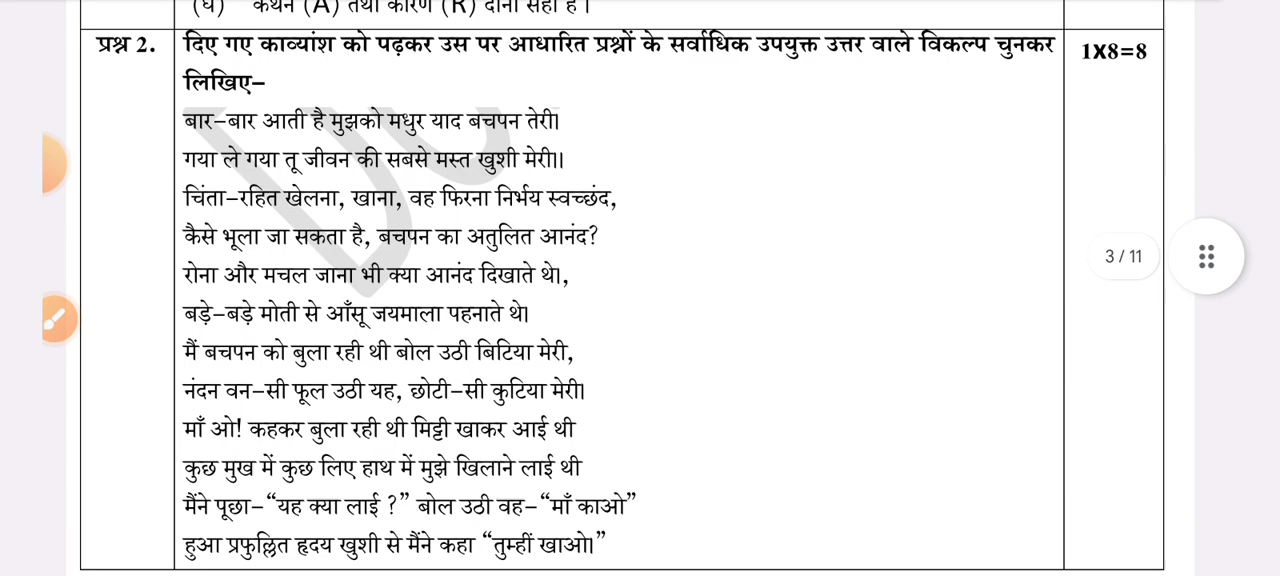 (घ) कथन (A) तथा कारण (R) दोनों सही हैं।
प्रश्न 2. दिए गए काव्यांश को पढ़कर उस पर आधारित प्रश्नों के सर्वाधिक उपयुक्त उत्तर वाले विकल्प चुनकर 1X8=8
लिखिए–
बार–बार आती है मुझको मधुर याद बचपन तेरी।
गया ले गया तू जीवन की सबसे मस्त खुशी मेरी।।
चिंता–रहित खेलना, खाना, वह फिरना निर्भय स्वच्छंद,
कैसे भूला जा सकता है, बचपन का अतुलित आनंद?
रोना और मचल जाना भी क्या आनंद दिखाते थे।,
बड़े–बड़े मोती से आँसू जयमाला पहनाते थे।
मैं बचपन को बुला रही थी बोल उठी बिटिया मेरी,
नंदन वन–सी फूल उठी यह, छोटी–सी कुटिया मेरी।
माँ ओ! कहकर बुला रही थी मिट्टी खाकर आई थी
कुछ मुख में कुछ लिए हाथ में मुझे खिलाने लाई थी
मैंने पूछा–“यह क्या लाई ?” बोल उठी वह–“माँ काओ”
हुआ प्रफुल्लित हृदय खुशी से मैंने कहा “तुम्हीं खाओ।”
3 / 11